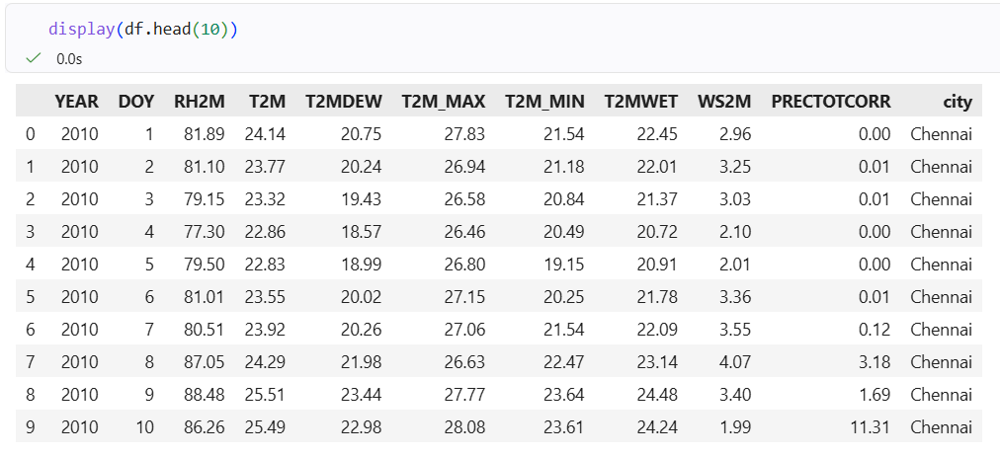 display(df.head(10))
0.0s
YEAR DOY RH2M T2M T2MDEW T2M_MAX T2M_MIN T2MWET WS2M PRECTOTCORR city
0 2010 1 81.89 24.14 20.75 27.83 21.54 22.45 2.96 0.00 Chennai
1 2010 2 81.10 23.77 20.24 26.94 21.18 22.01 3.25 0.01 Chennai
2 2010 3 79.15 23.32 19.43 26.58 20.84 21.37 3.03 0.01 Chennai
3 2010 4 77.30 22.86 18.57 26.46 20.49 20.72 2.10 0.00 Chennai
4 2010 5 79.50 22.83 18.99 26.80 19.15 20.91 2.01 0.00 Chennai
5 2010 6 81.01 23.55 20.02 27.15 20.25 21.78 3.36 0.01 Chennai
6 2010 7 80.51 23.92 20.26 27.06 21.54 22.09 3.55 0.12 Chennai
7 2010 8 87.05 24.29 21.98 26.63 22.47 23.14 4.07 3.18 Chennai
8 2010 9 88.48 25.51 23.44 27.77 23.64 24.48 3.40 1.69 Chennai
9 2010 10 86.26 25.49 22.98 28.08 23.61 24.24 1.99 11.31 Chennai